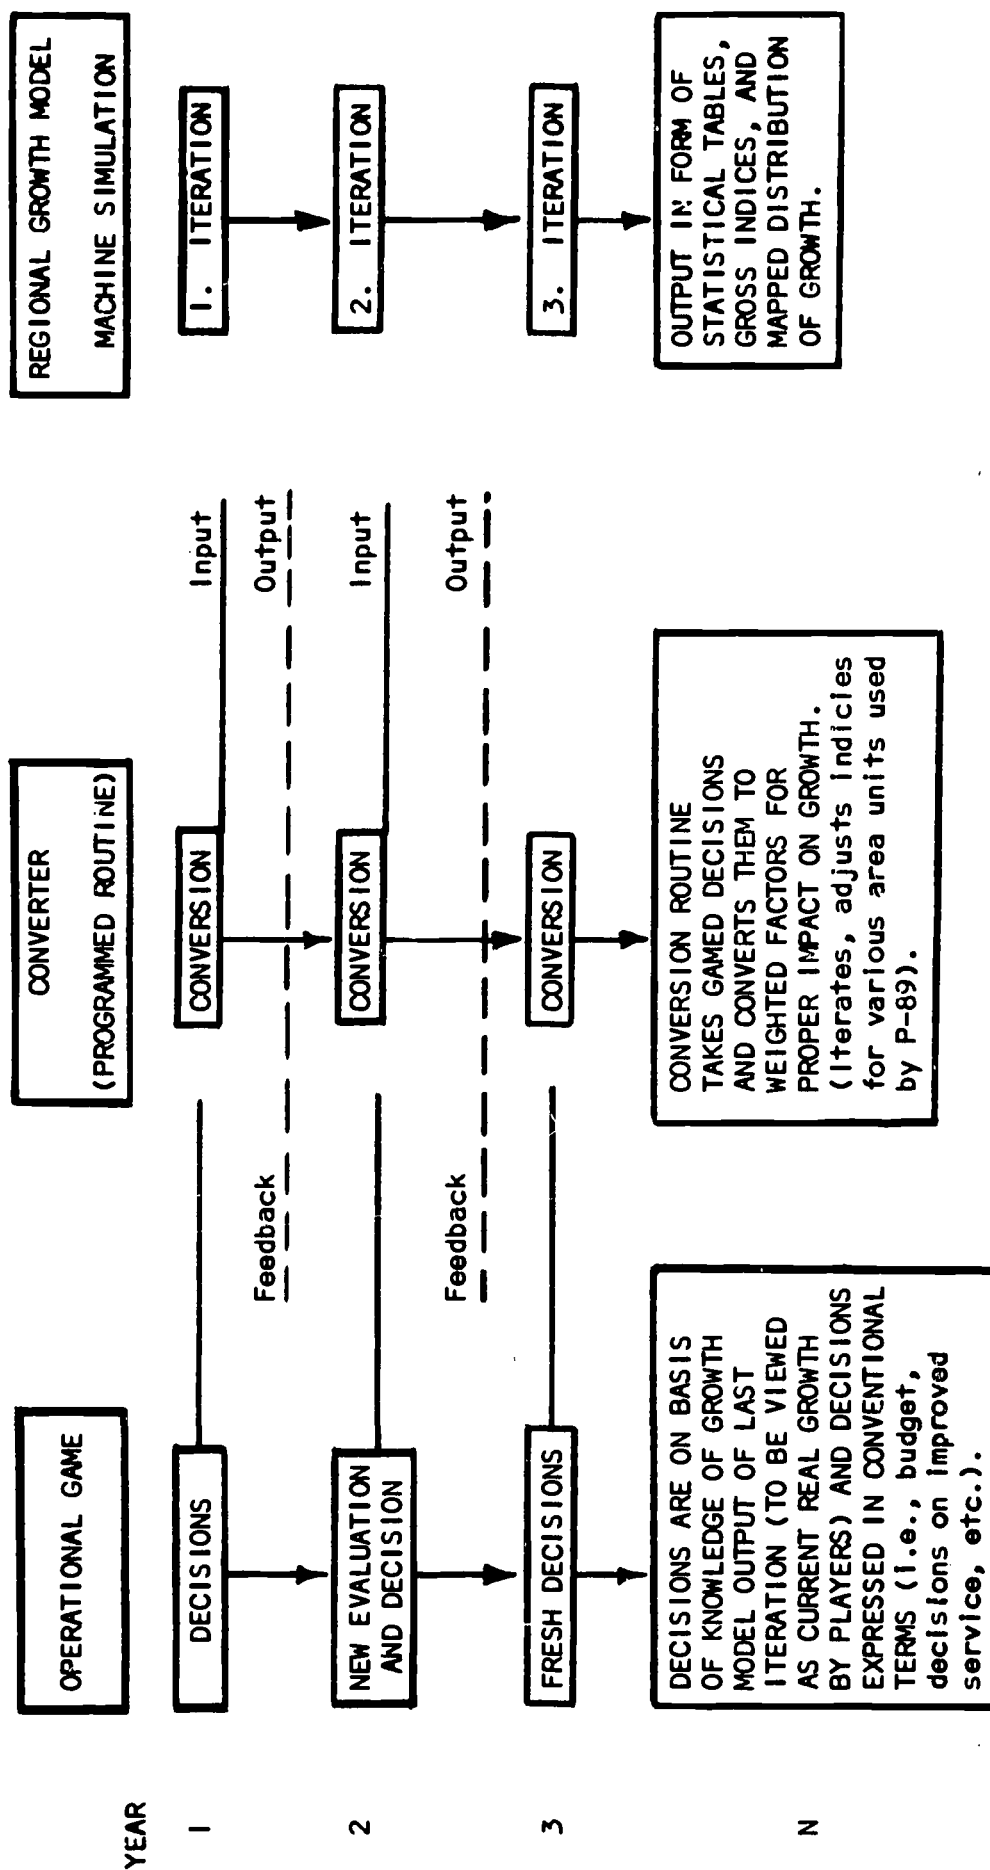 YEAR
OPERATIONAL GAME
CONVERTER
(PROGRAMMED ROUTINE)
REGIONAL GROWTH MODEL
MACHINE SIMULATION
1
DECISIONS
CONVERSION
Input
1. ITERATION
Feedback
Output
2
NEW EVALUATION
AND DECISION
CONVERSION
Input
2. ITERATION
Feedback
Output
3
FRESH DECISIONS
CONVERSION
3. ITERATION
N
DECISIONS ARE ON BASIS
OF KNOWLEDGE OF GROWTH
MODEL OUTPUT OF LAST
ITERATION (TO BE VIEWED
AS CURRENT REAL GROWTH
BY PLAYERS) AND DECISIONS
EXPRESSED IN CONVENTIONAL
TERMS (i.e., budget,
decisions on improved
service, etc.).
CONVERSION ROUTINE
TAKES GAMED DECISIONS
AND CONVERTS THEM TO
WEIGHTED FACTORS FOR
PROPER IMPACT ON GROWTH.
(Iterates, adjusts indicies
for various area units used
by P-89).
OUTPUT IN FORM OF
STATISTICAL TABLES,
GROSS INDICES, AND
MAPPED DISTRIBUTION
OF GROWTH.